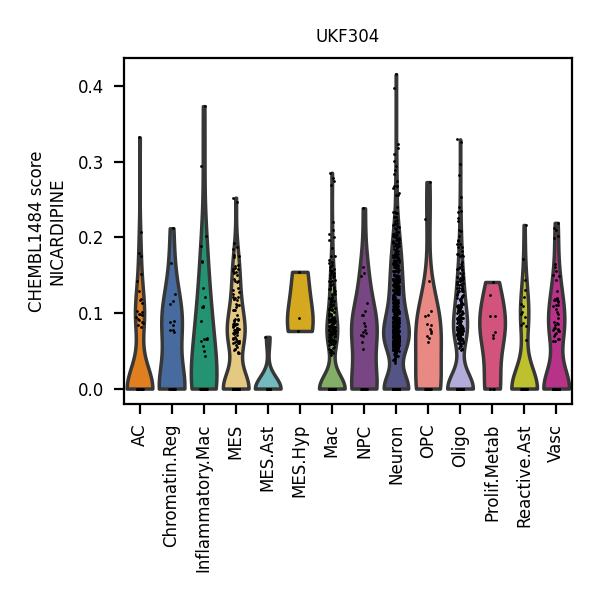 UKF304
CHEMBL1484 score
NICARDIPINE
0.4
0.3
0.2
0.1
0.0
AC
Chromatin.Reg
Inflammatory.Mac
MES
MES.Ast
MES.Hyp
Mac
NPC
Neuron
OPC
Oligo
Prolif.Metab
Reactive.Ast
Vasc